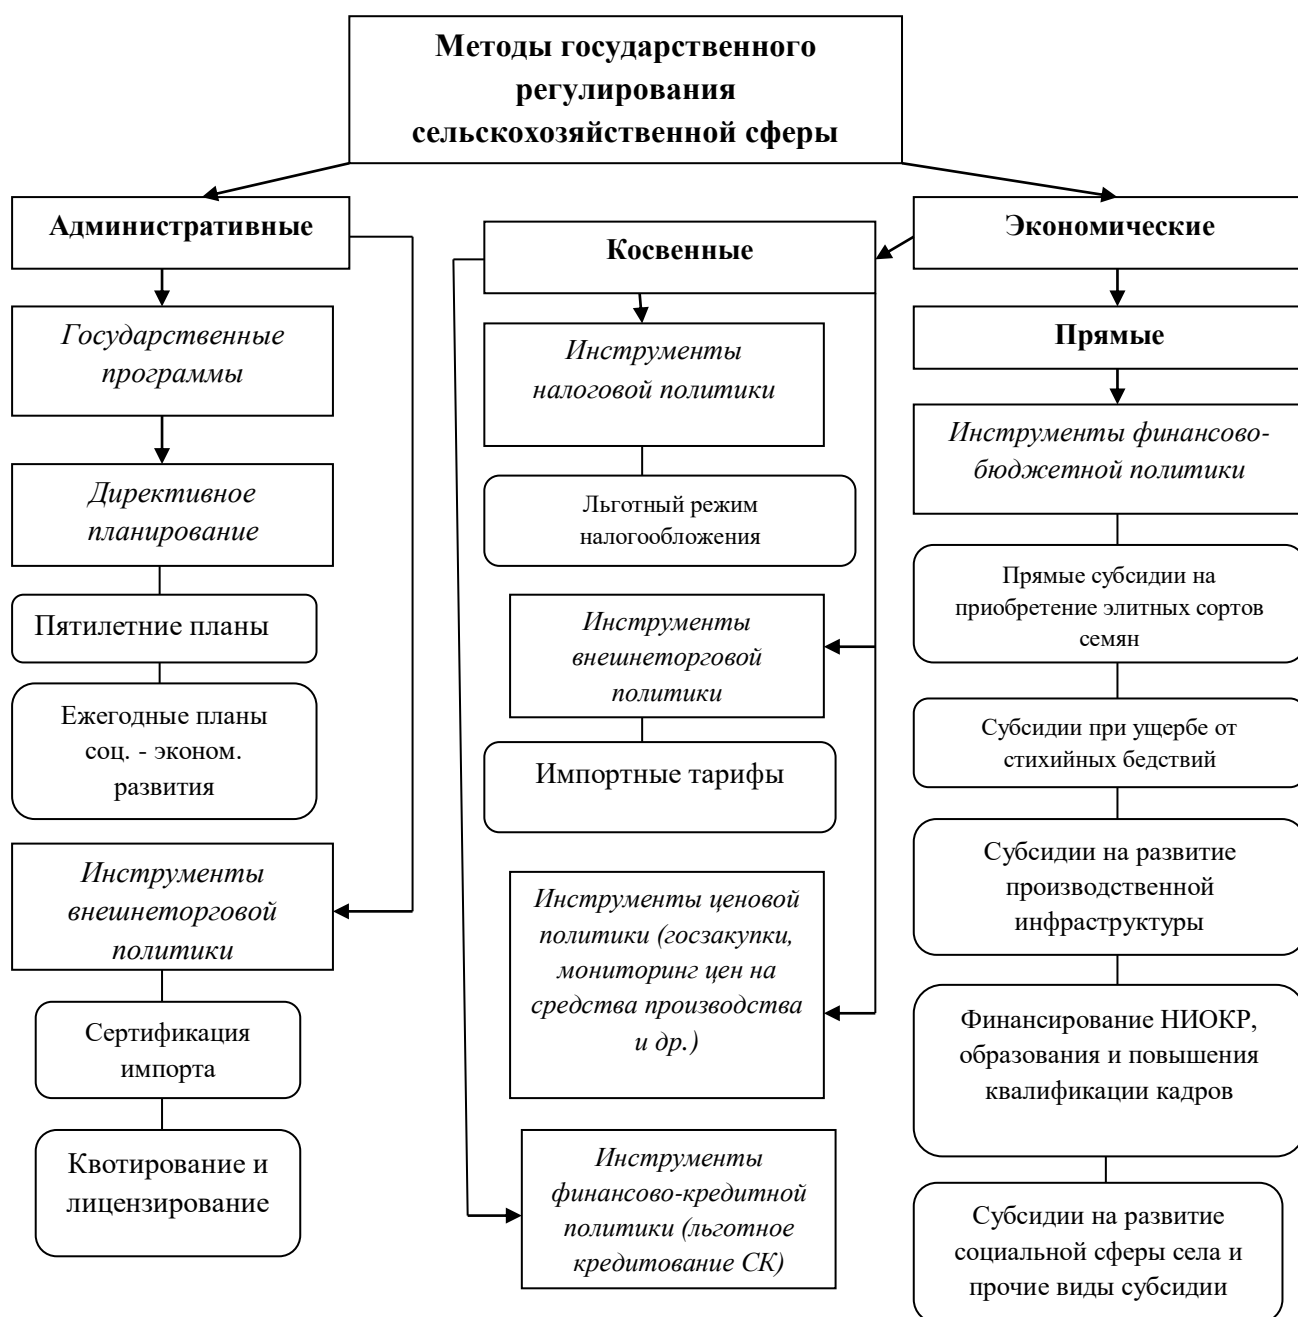 Методы государственного
регулирования
сельскохозяйственной сферы
Административные
Государственные
программы
Директивное
планирование
Пятилетние планы
Ежегодные планы
соц. - эконом.
развития
Инструменты
внешнеторговой
политики
Сертификация
импорта
Квотирование и
лицензирование
Косвенные
Инструменты
налоговой политики
Льготный режим
налогообложения
Инструменты
внешнеторговой
политики
Импортные тарифы
Инструменты ценовой
политики (госзакупки,
мониторинг цен на
средства производства
и др.)
Инструменты
финансово-кредитной
политики (льготное
кредитование СК)
Экономические
Прямые
Инструменты финансово-
бюджетной политики
Прямые субсидии на
приобретение элитных сортов
семян
Субсидии при ущербе от
стихийных бедствий
Субсидии на развитие
производственной
инфраструктуры
Финансирование НИОКР,
образования и повышения
квалификации кадров
Субсидии на развитие
социальной сферы села и
прочие виды субсидии